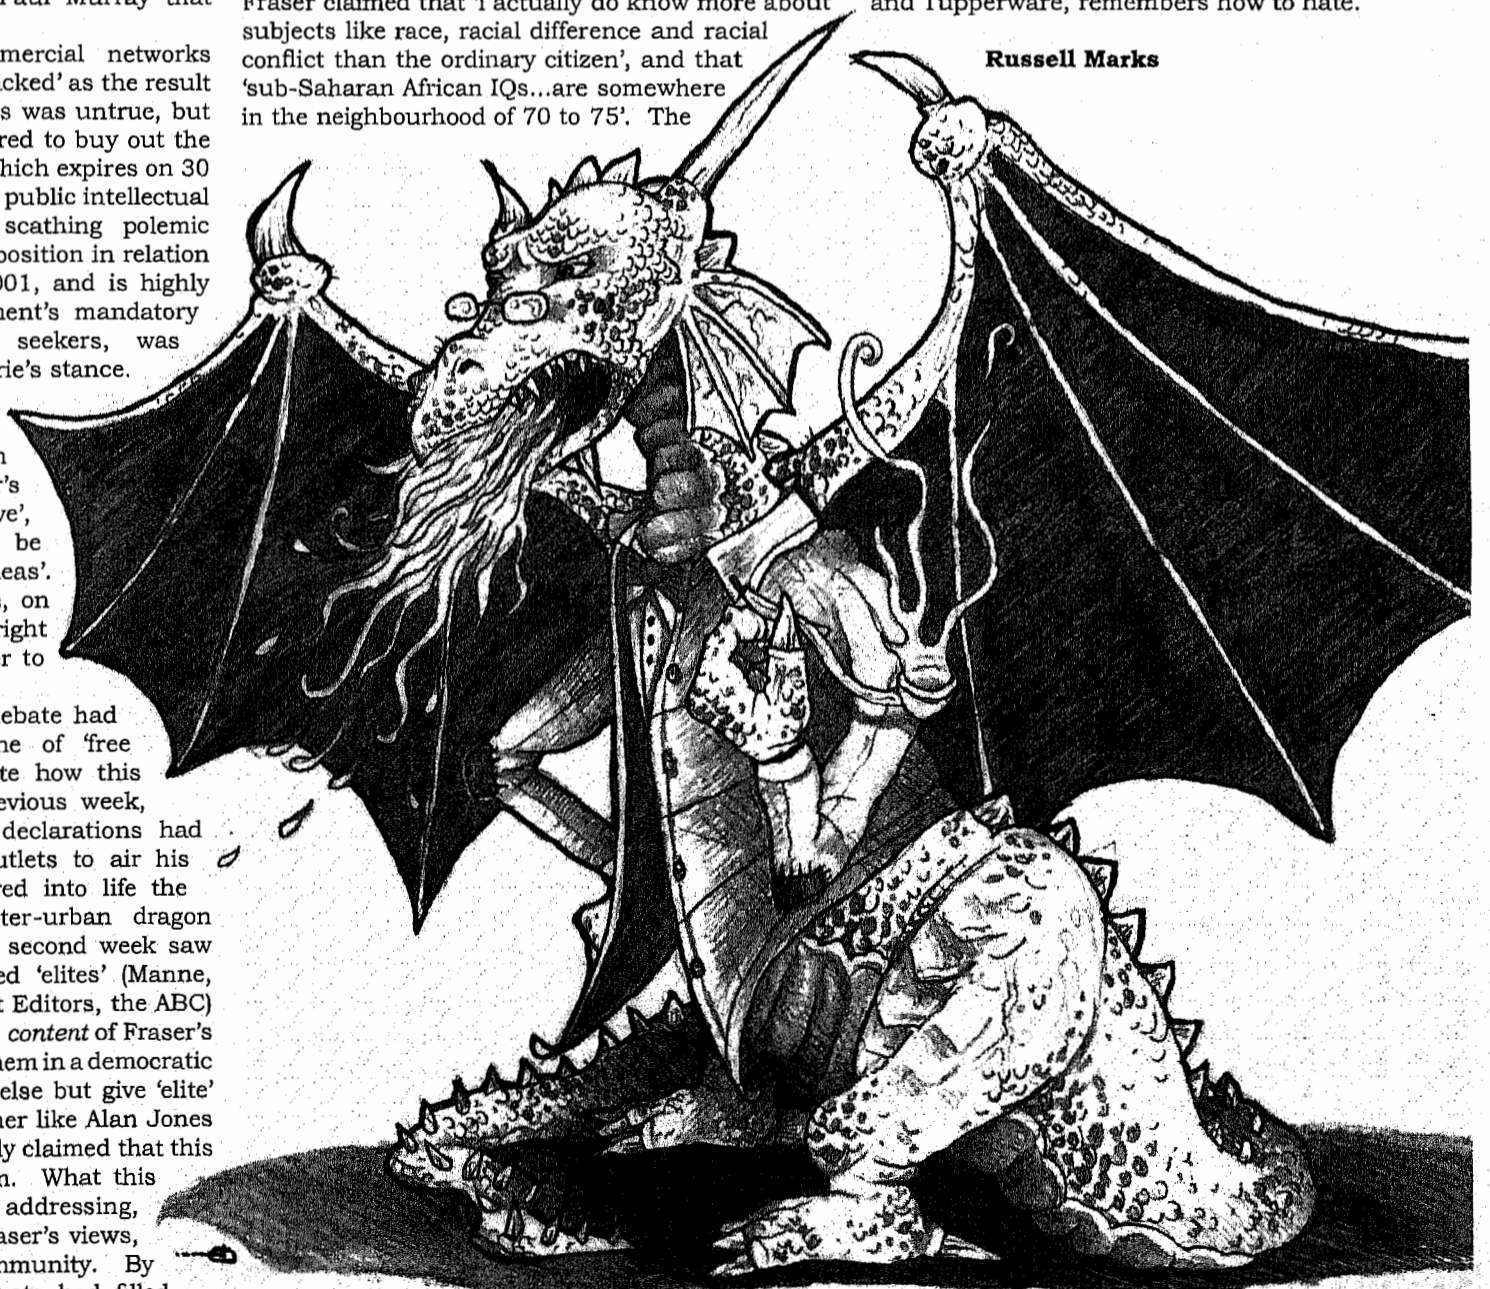 mercial networks
acked’ as the result
s was untrue, but
red to buy out the
hich expires on 30
public intellectual
scathing polemic
position in relation
001, and is highly
ment’s mandatory
seekers, was
rie’s stance.
n
r’s
ve’,
be
eas’.
, on
right
r to
ebate had
ne of ‘free
te how this
evious week,
declarations had
utlets to air his
red into life the
ter-urban dragon
second week saw
ed ‘elites’ (Manne,
t Editors, the ABC)
content of Fraser’s
hem in a democratic
else but give ‘elite’
her like Alan Jones
ly claimed that this
n. What this
addressing,
aser’s views,
mmunity. By
Fraser claimed that ‘I actually do know more about
subjects like race, racial difference and racial
conflict than the ordinary citizen’, and that
‘sub-Saharan African IQs...are somewhere
in the neighbourhood of 70 to 75’. The
and Tupperware, remembers how to hate.
Russell Marks